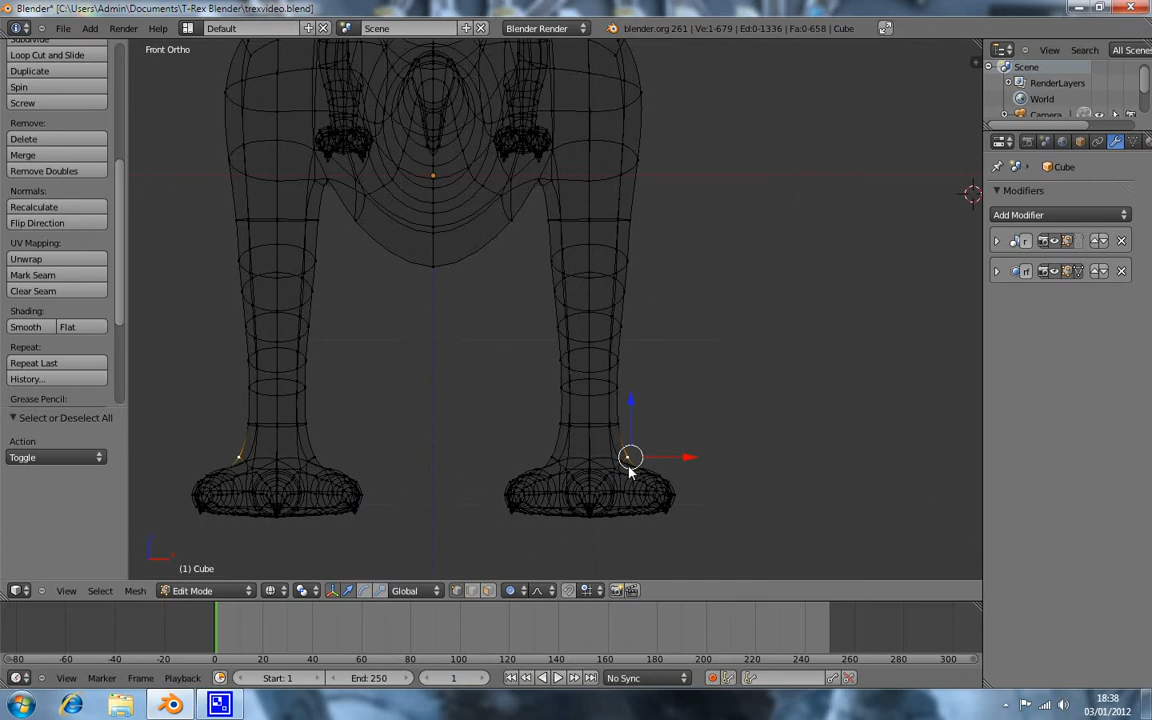 Blender* [C:\Users\Admin\Documents\T-Rex Blender\trexvideo.blend]
File Add Render Help Default Scene Blender Render blender.org 261 | Ve:1-679 | Ed:0-1336 | Fa:0-658 | Cube View Search All Scene
Loop Cut and Slide
Duplicate
Spin
Screw
Remove:
Delete
Merge
Remove Doubles
Normals:
Recalculate
Flip Direction
UV Mapping:
Unwrap
Mark Seam
Clear Seam
Shading:
Smooth Flat
Repeat:
Repeat Last
History...
Grease Pencil:
Select or Deselect All
Action
Toggle
Front Ortho
(1) Cube
View Select Mesh Edit Mode Global
Scene
RenderLayers
World
Camera
Cube
Modifiers
Add Modifier
-80 -60 -40 -20 0 20 40 60 80 100 120 140 160 180 200 220 240 260 280 300
View Marker Frame Playback Start: 1 End: 250 1 No Sync
18:38
03/01/2012